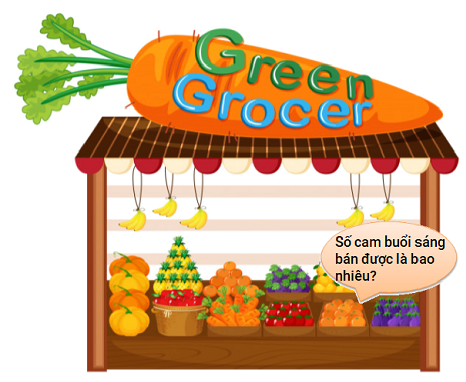 Green
Grocer
Số cam buổi sáng
bán được là bao
nhiêu?